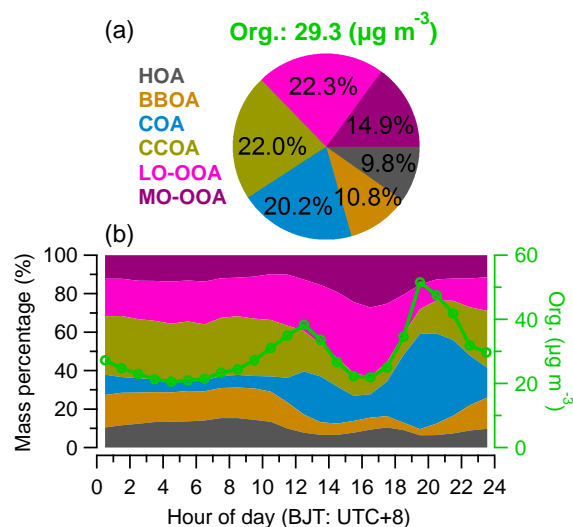 (a)
Org.: 29.3 (µg m⁻³)
HOA
BBOA
COA
CCOA
LO-OOA
MO-OOA
22.3%
14.9%
22.0%
9.8%
10.8%
20.2%
(b)
100
80
60
40
20
0
Mass percentage (%)
60
40
20
0
Org. (µg m⁻³)
0 2 4 6 8 10 12 14 16 18 20 22 24
Hour of day (BJT: UTC+8)